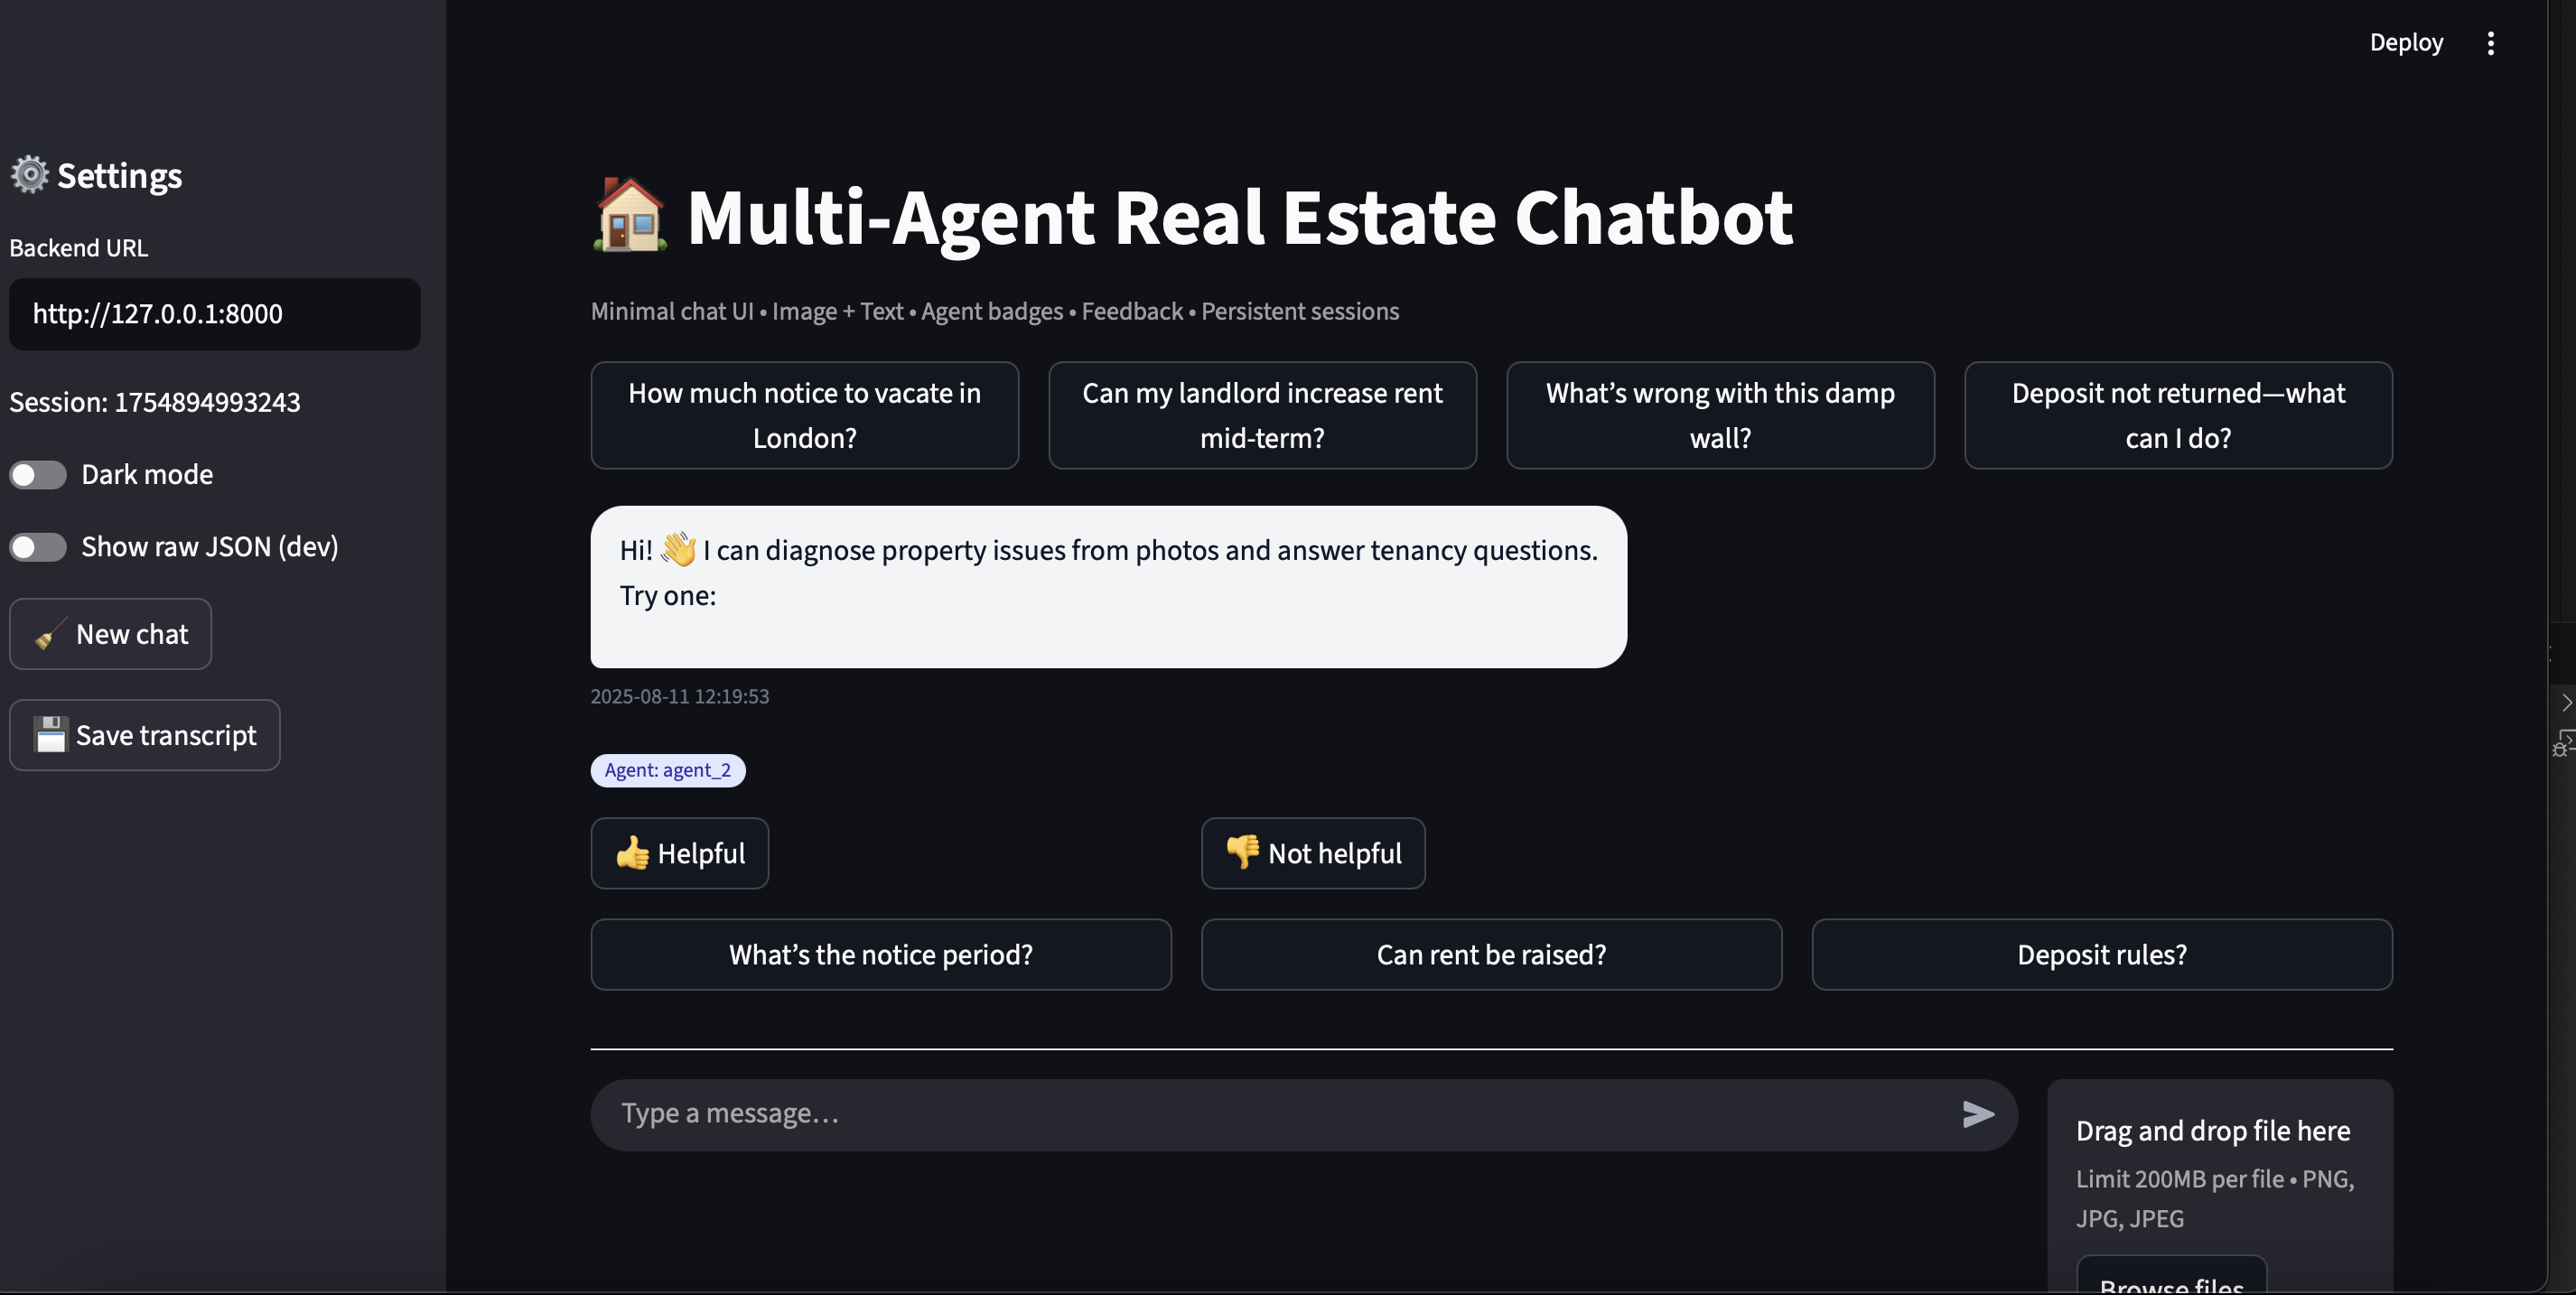 Deploy
⚙️ Settings
Backend URL
http://127.0.0.1:8000
Session: 1754894993243
Dark mode
Show raw JSON (dev)
🧹 New chat
💾 Save transcript
🏠 Multi-Agent Real Estate Chatbot
Minimal chat UI • Image + Text • Agent badges • Feedback • Persistent sessions
How much notice to vacate in
London?
Can my landlord increase rent
mid-term?
What’s wrong with this damp
wall?
Deposit not returned—what
can I do?
Hi! 👋 I can diagnose property issues from photos and answer tenancy questions.
Try one:
2025-08-11 12:19:53
Agent: agent_2
👍 Helpful
👎 Not helpful
What’s the notice period?
Can rent be raised?
Deposit rules?
Type a message…
Drag and drop file here
Limit 200MB per file • PNG,
JPG, JPEG
Browse files